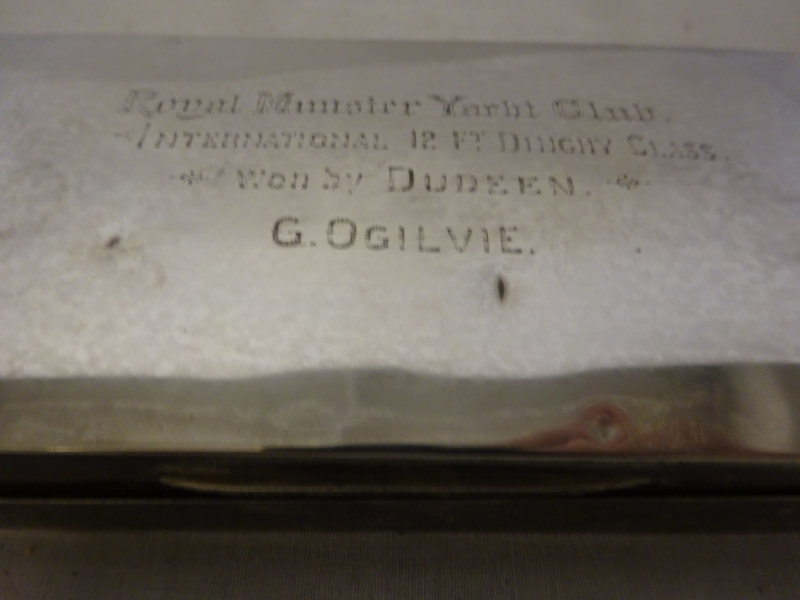 Royal Munster Yacht Club.
INTERNATIONAL 12 FT DINGHY CLASS.
Won by DUDEEN.
G. OGILVIE.